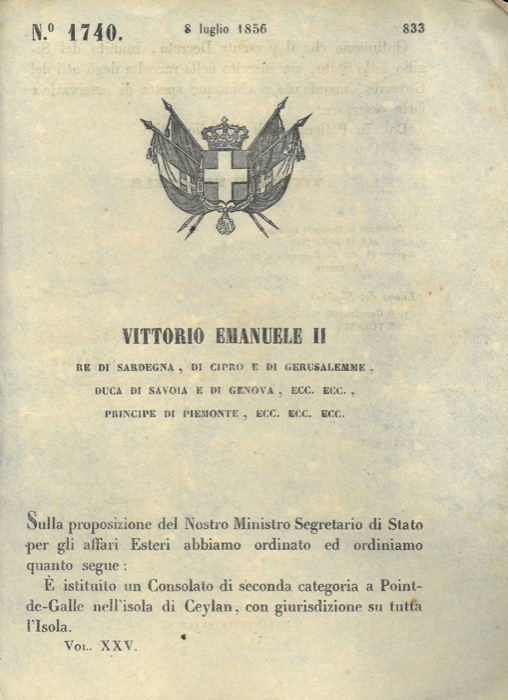 N.º 1740.
8 luglio 1856
833
VITTORIO EMANUELE II
RE DI SARDEGNA, DI CIPRO E DI GERUSALEMME,
DUCA DI SAVOIA E DI GENOVA, ECC. ECC.,
PRINCIPE DI PIEMONTE, ECC. ECC. ECC.
Sulla proposizione del Nostro Ministro Segretario di Stato
per gli affari Esteri abbiamo ordinato ed ordiniamo
quanto segue:
È istituito un Consolato di seconda categoria a Point-
de-Galle nell'isola di Ceylan, con giurisdizione su tutta
l'Isola.
VOL. XXV.